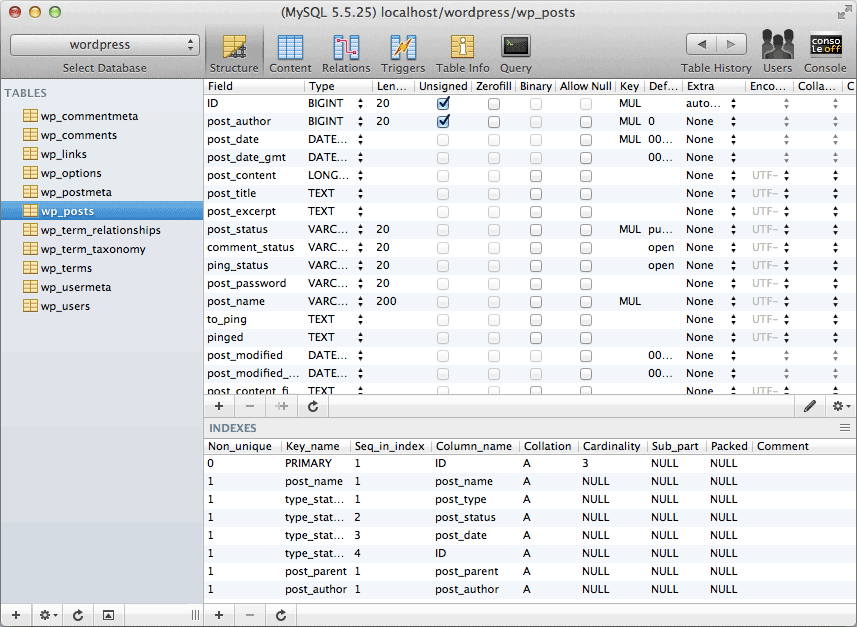 (MySQL 5.5.25) localhost/wordpress/wp_posts
wordpress
Select Database
Structure Content Relations Triggers Table Info Query
Table History Users Console
conso
le off
TABLES
wp_commentmeta
wp_comments
wp_links
wp_options
wp_postmeta
wp_posts
wp_term_relationships
wp_term_taxonomy
wp_terms
wp_usermeta
wp_users
Field Type Len... Unsigned Zerofill Binary Allow Null Key Def... Extra Enco... Colla... C
ID BIGINT 20 MUL auto...
post_author BIGINT 20 MUL 0 None
post_date DATE... MUL 00... None
post_date_gmt DATE... 00... None
post_content LONG... None UTF-
post_title TEXT None UTF-
post_excerpt TEXT None UTF-
post_status VARC... 20 MUL pu... None UTF-
comment_status VARC... 20 open None UTF-
ping_status VARC... 20 open None UTF-
post_password VARC... 20 None UTF-
post_name VARC... 200 MUL None UTF-
to_ping TEXT None UTF-
pinged TEXT None UTF-
post_modified DATE... 00... None
post_modified_... DATE... 00... None
post_content_fi TEXT None UTF-
INDEXES
Non_unique Key_name Seq_in_index Column_name Collation Cardinality Sub_part Packed Comment
0 PRIMARY 1 ID A 3 NULL NULL
1 post_name 1 post_name A NULL NULL NULL
1 type_stat... 1 post_type A NULL NULL NULL
1 type_stat... 2 post_status A NULL NULL NULL
1 type_stat... 3 post_date A NULL NULL NULL
1 type_stat... 4 ID A NULL NULL NULL
1 post_parent 1 post_parent A NULL NULL NULL
1 post_author 1 post_author A NULL NULL NULL